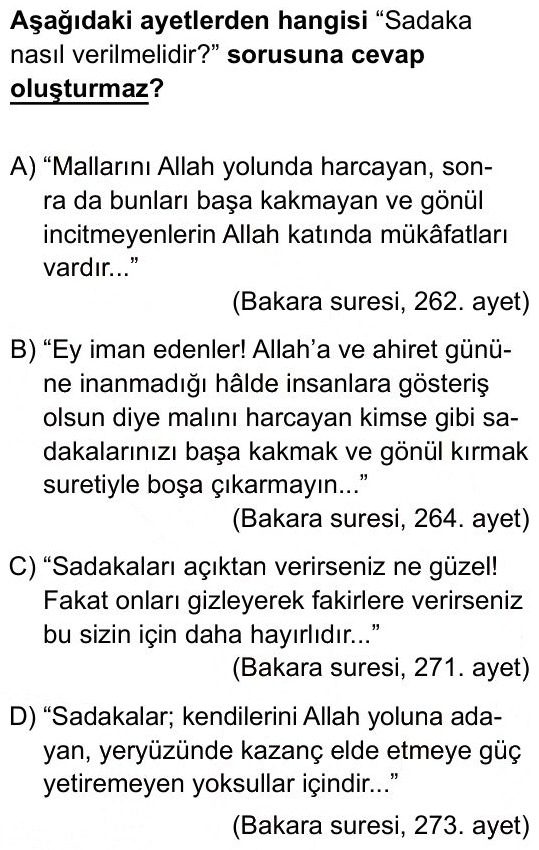 Aşağıdaki ayetlerden hangisi “Sadaka
nasıl verilmelidir?” sorusuna cevap
oluşturmaz?
A) “Mallarını Allah yolunda harcayan, son-
ra da bunları başa kakmayan ve gönül
incitmeyenlerin Allah katında mükâfatları
vardır...”
(Bakara suresi, 262. ayet)
B) “Ey iman edenler! Allah’a ve ahiret günü-
ne inanmadığı hâlde insanlara gösteriş
olsun diye malını harcayan kimse gibi sa-
dakalarınızı başa kakmak ve gönül kırmak
suretiyle boşa çıkarmayın...”
(Bakara suresi, 264. ayet)
C) “Sadakaları açıktan verirseniz ne güzel!
Fakat onları gizleyerek fakirlere verirseniz
bu sizin için daha hayırlıdır...”
(Bakara suresi, 271. ayet)
D) “Sadakalar; kendilerini Allah yoluna ada-
yan, yeryüzünde kazanç elde etmeye güç
yetiremeyen yoksullar içindir...”
(Bakara suresi, 273. ayet)